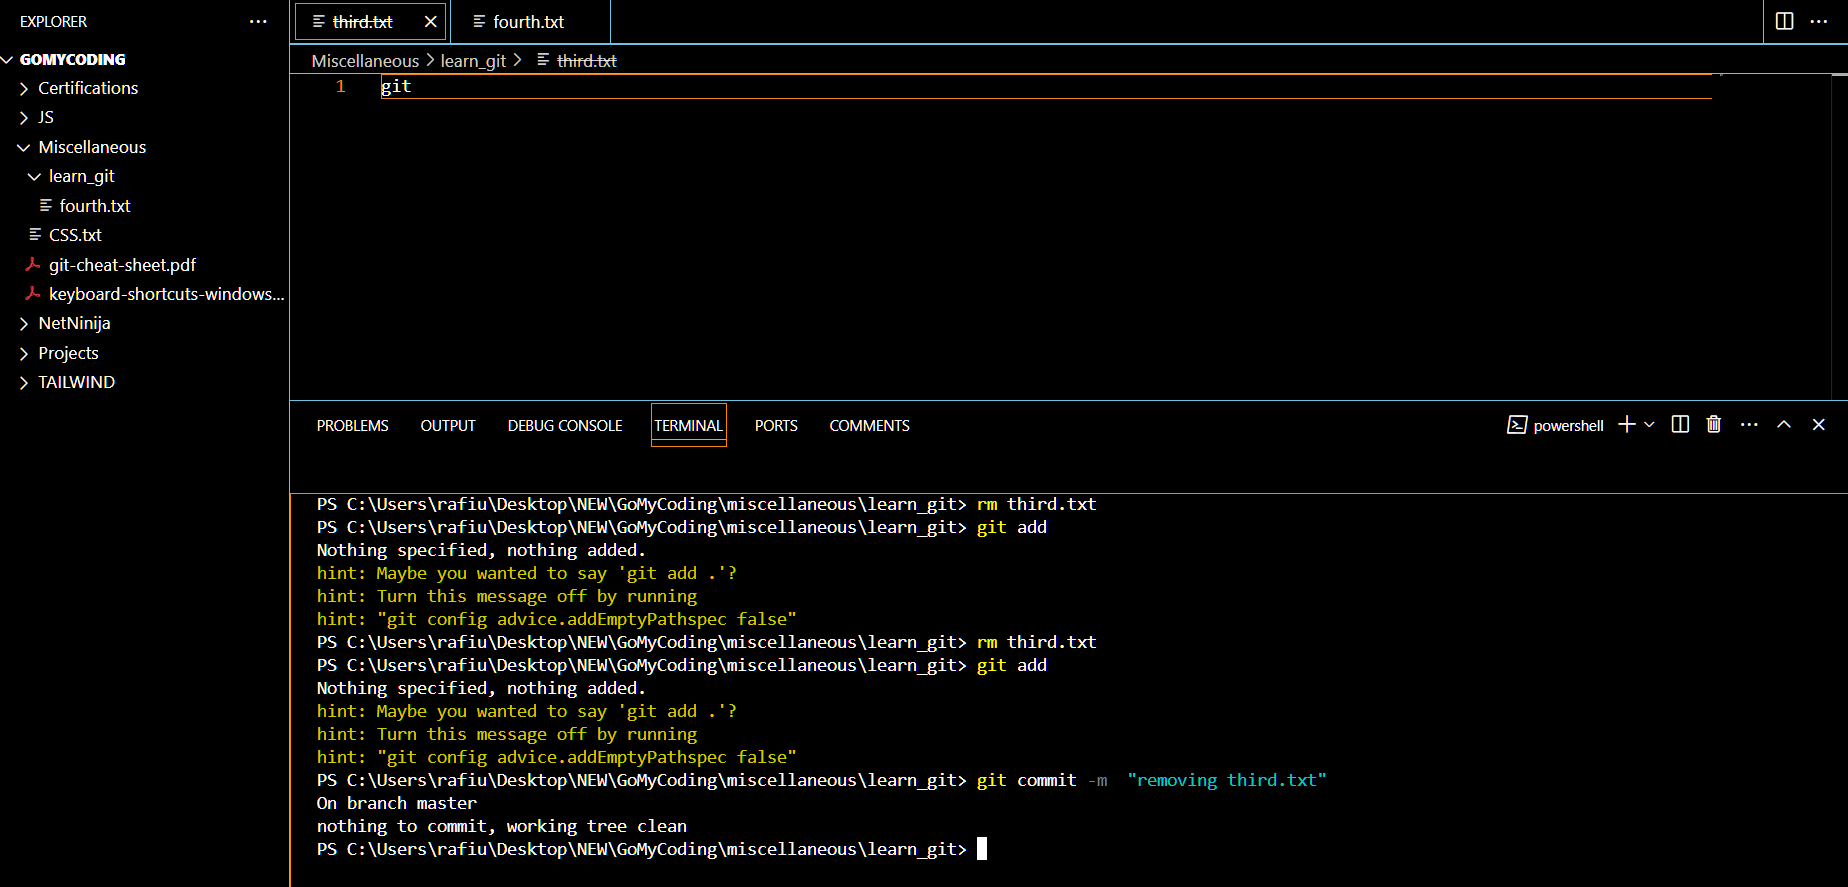 EXPLORER
GOMYCODING
Certifications
JS
Miscellaneous
learn_git
fourth.txt
CSS.txt
git-cheat-sheet.pdf
keyboard-shortcuts-windows...
NetNinija
Projects
TAILWIND
third.txt
fourth.txt
Miscellaneous > learn_git > third.txt
1 git
PROBLEMS OUTPUT DEBUG CONSOLE TERMINAL PORTS COMMENTS
powershell
PS C:\Users\rafiu\Desktop\NEW\GoMyCoding\miscellaneous\learn_git> rm third.txt
PS C:\Users\rafiu\Desktop\NEW\GoMyCoding\miscellaneous\learn_git> git add
Nothing specified, nothing added.
hint: Maybe you wanted to say 'git add .'?
hint: Turn this message off by running
hint: "git config advice.addEmptyPathspec false"
PS C:\Users\rafiu\Desktop\NEW\GoMyCoding\miscellaneous\learn_git> rm third.txt
PS C:\Users\rafiu\Desktop\NEW\GoMyCoding\miscellaneous\learn_git> git add
Nothing specified, nothing added.
hint: Maybe you wanted to say 'git add .'?
hint: Turn this message off by running
hint: "git config advice.addEmptyPathspec false"
PS C:\Users\rafiu\Desktop\NEW\GoMyCoding\miscellaneous\learn_git> git commit -m  "removing third.txt"
On branch master
nothing to commit, working tree clean
PS C:\Users\rafiu\Desktop\NEW\GoMyCoding\miscellaneous\learn_git>